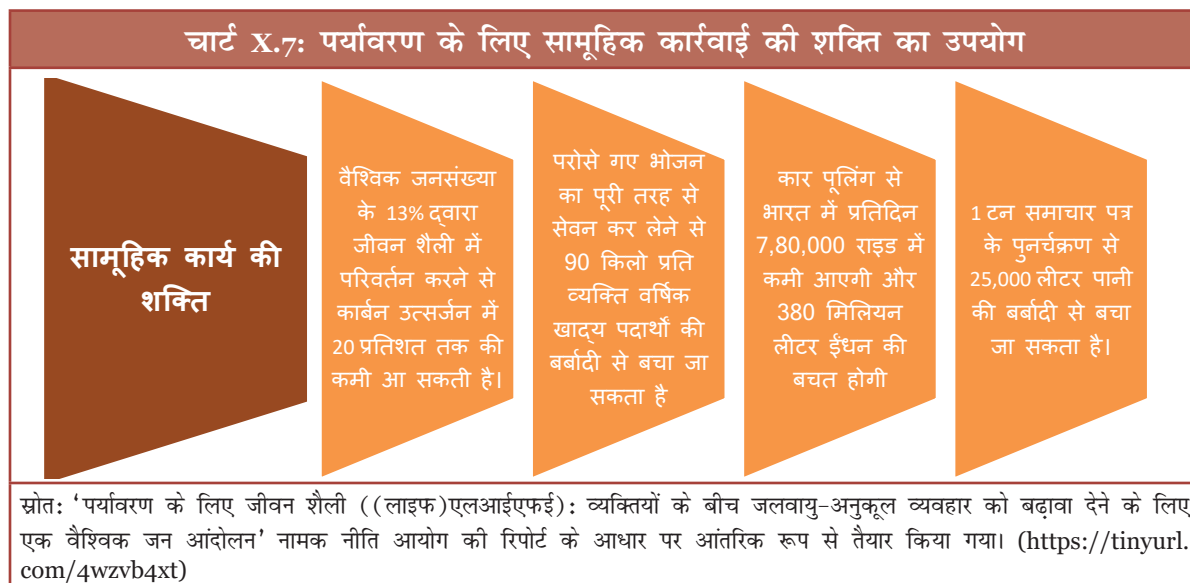 चार्ट X.7: पर्यावरण के लिए सामूहिक कार्रवाई की शक्ति का उपयोग
सामूहिक कार्य की
शक्ति
वैश्विक जनसंख्या
के 13% द्वारा
जीवन शैली में
परिवर्तन करने से
कार्बन उत्सर्जन में
20 प्रतिशत तक की
कमी आ सकती है।
परोसे गए भोजन
का पूरी तरह से
सेवन कर लेने से
90 किलो प्रति
व्यक्ति वर्षिक
खाद्य पदार्थों की
बर्बादी से बचा जा
सकता है
कार पूलिंग से
भारत में प्रतिदिन
7,80,000 राइड में
कमी आएगी और
380 मिलियन
लीटर ईंधन की
बचत होगी
1 टन समाचार पत्र
के पुनर्चक्रण से
25,000 लीटर पानी
की बर्बादी से बचा
जा सकता है।
स्रोत: ‘पर्यावरण के लिए जीवन शैली ((लाइफ)एलआईएफई): व्यक्तियों के बीच जलवायु-अनुकूल व्यवहार को बढ़ावा देने के लिए
एक वैश्विक जन आंदोलन’ नामक नीति आयोग की रिपोर्ट के आधार पर आंतरिक रूप से तैयार किया गया। (https://tinyurl.
com/4wzvb4xt)